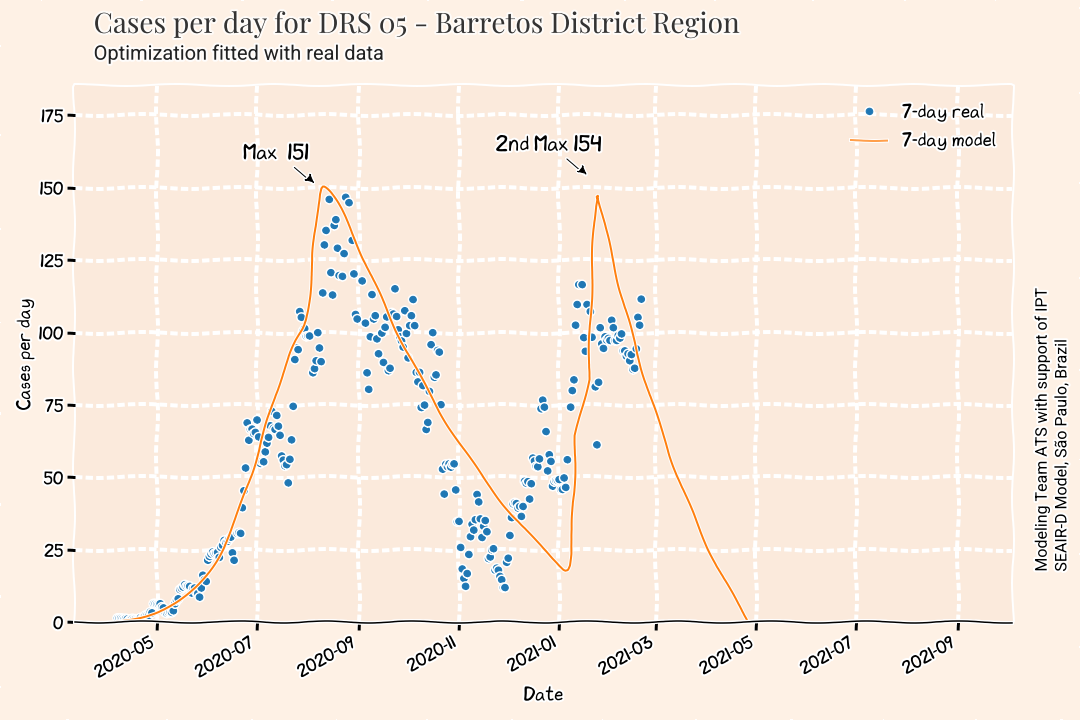 Cases per day for DRS 05 - Barretos District Region
Optimization fitted with real data
7-day real
7-day model
Max 151
2nd Max 154
175
150
125
100
75
50
25
0
Cases per day
2020-05
2020-07
2020-09
2020-11
2021-01
2021-03
2021-05
2021-07
2021-09
Date
Modeling Team ATS with support of IPT
SEAIR-D Model, São Paulo, Brazil